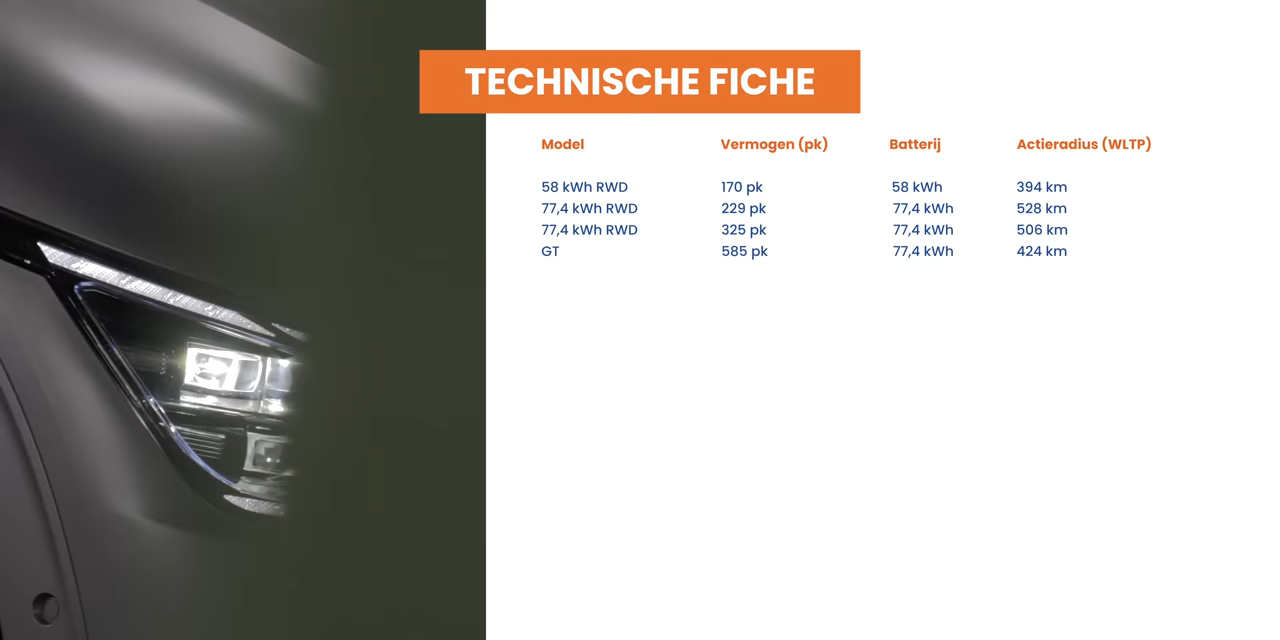 TECHNISCHE FICHE
Model Vermogen (pk) Batterij Actieradius (WLTP)
58 kWh RWD 170 pk 58 kWh 394 km
77,4 kWh RWD 229 pk 77,4 kWh 528 km
77,4 kWh RWD 325 pk 77,4 kWh 506 km
GT 585 pk 77,4 kWh 424 km